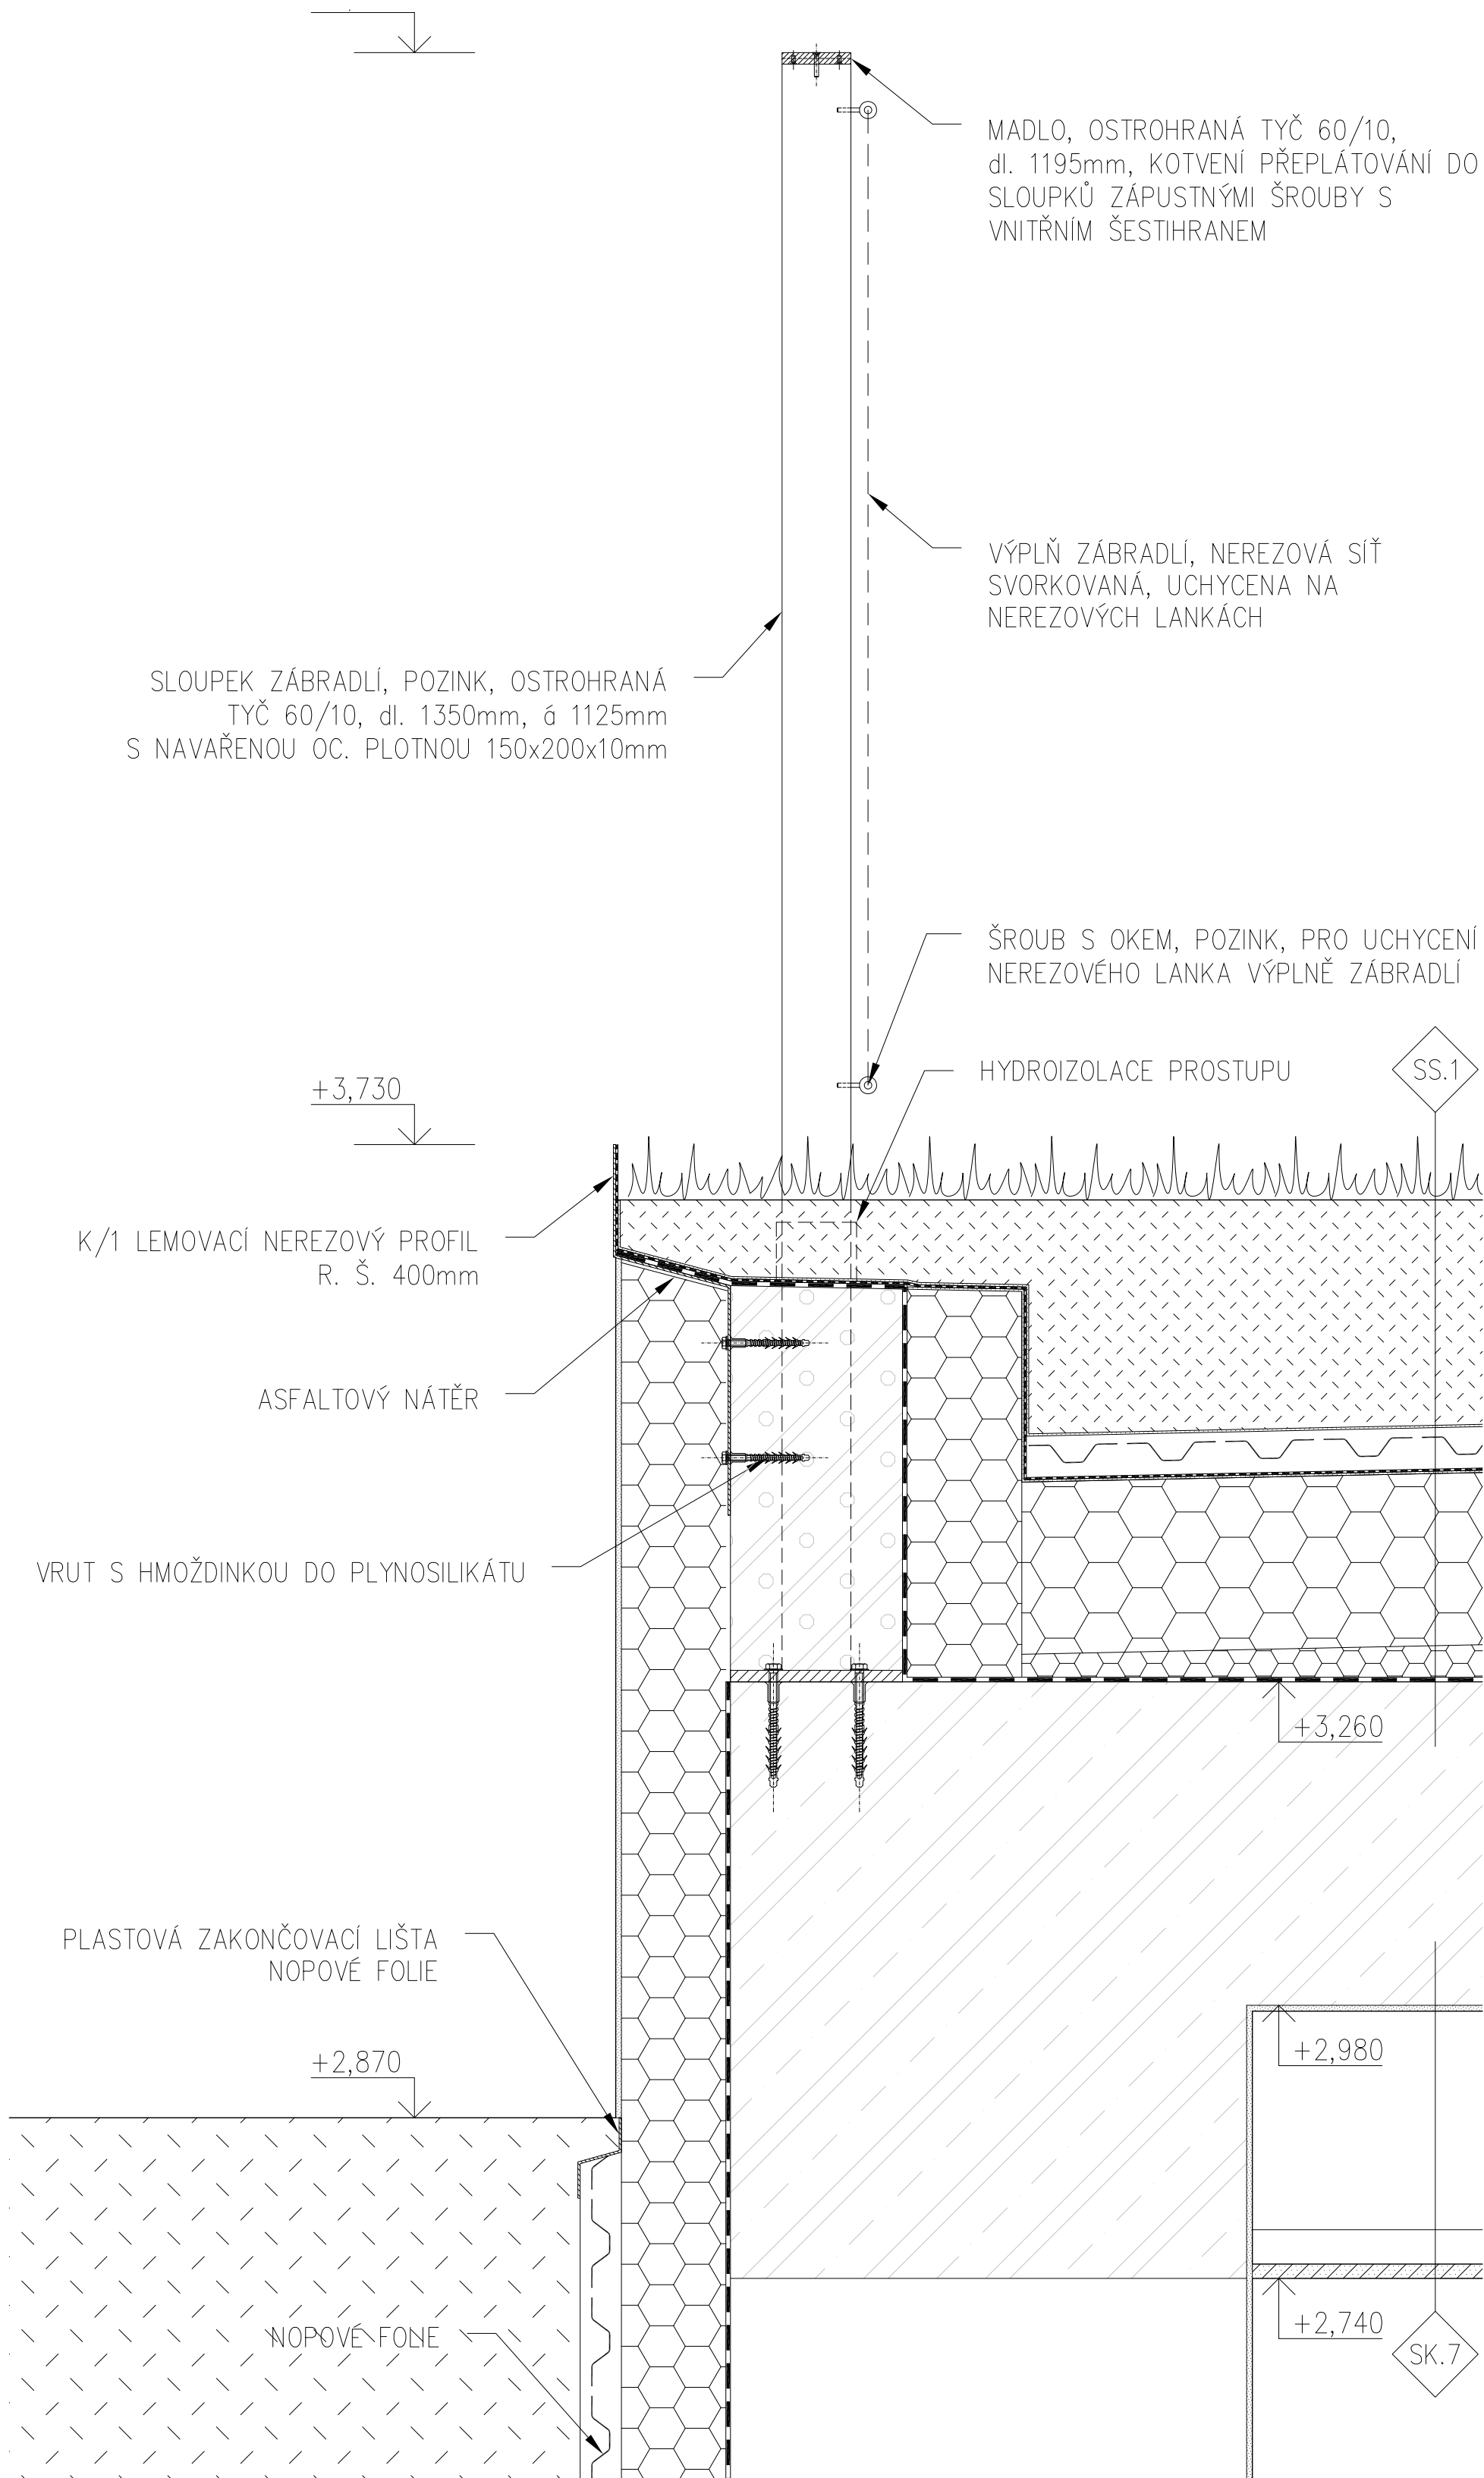 MADLO, OSTROHRANÁ TYČ 60/10,
dl. 1195mm, KOTVENÍ PŘEPLÁTOVÁNÍ DO
SLOUPKŮ ZÁPUSTNÝMI ŠROUBY S
VNITŘNÍM ŠESTIHRANEM
VÝPLŇ ZÁBRADLÍ, NEREZOVÁ SÍŤ
SVORKOVANÁ, UCHYCENA NA
NEREZOVÝCH LANKÁCH
SLOUPEK ZÁBRADLÍ, POZINK, OSTROHRANÁ
TYČ 60/10, dl. 1350mm, á 1125mm
S NAVAŘENOU OC. PLOTNOU 150x200x10mm
ŠROUB S OKEM, POZINK, PRO UCHYCENÍ
NEREZOVÉHO LANKA VÝPLNĚ ZÁBRADLÍ
HYDROIZOLACE PROSTUPU
SS.1
+3,730
K/1 LEMOVACÍ NEREZOVÝ PROFIL
R. Š. 400mm
ASFALTOVÝ NÁTĚR
VRUT S HMOŽDINKOU DO PLYNOSILIKÁTU
+3,260
PLASTOVÁ ZAKONČOVACÍ LIŠTA
NOPOVÉ FOLIE
+2,980
+2,870
NOPOVÉ FOLIE
+2,740
SK.7